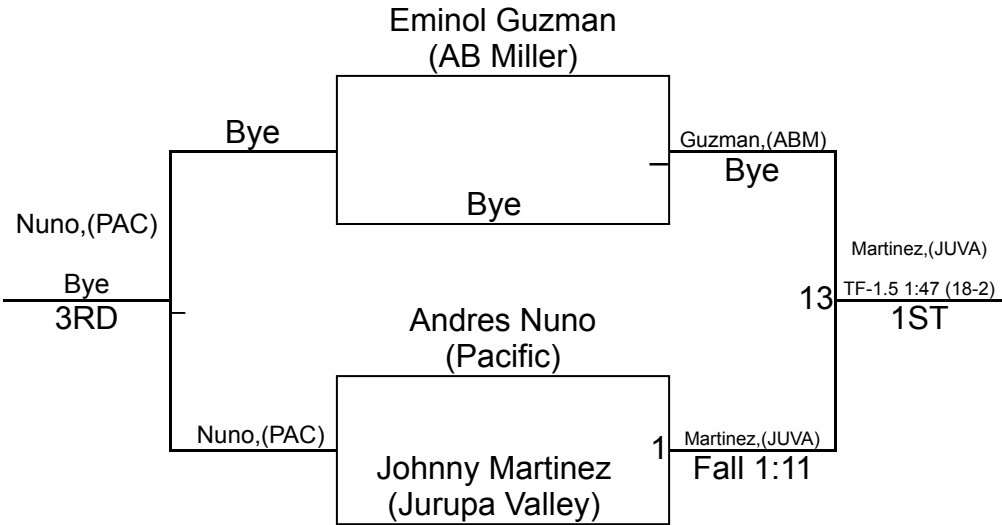 Eminol Guzman
(AB Miller)
Bye
Guzman,(ABM)
Bye
Bye
Nuno,(PAC)
Bye
3RD
Martinez,(JUVA)
13
TF-1.5 1:47 (18-2)
1ST
Andres Nuno
(Pacific)
Nuno,(PAC)
1
Martinez,(JUVA)
Fall 1:11
Johnny Martinez
(Jurupa Valley)